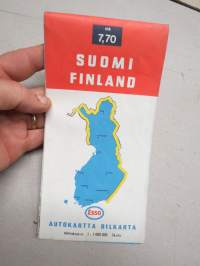 7,70
SUOMI
FINLAND
Esso
AUTOKARTTA BILKARTA